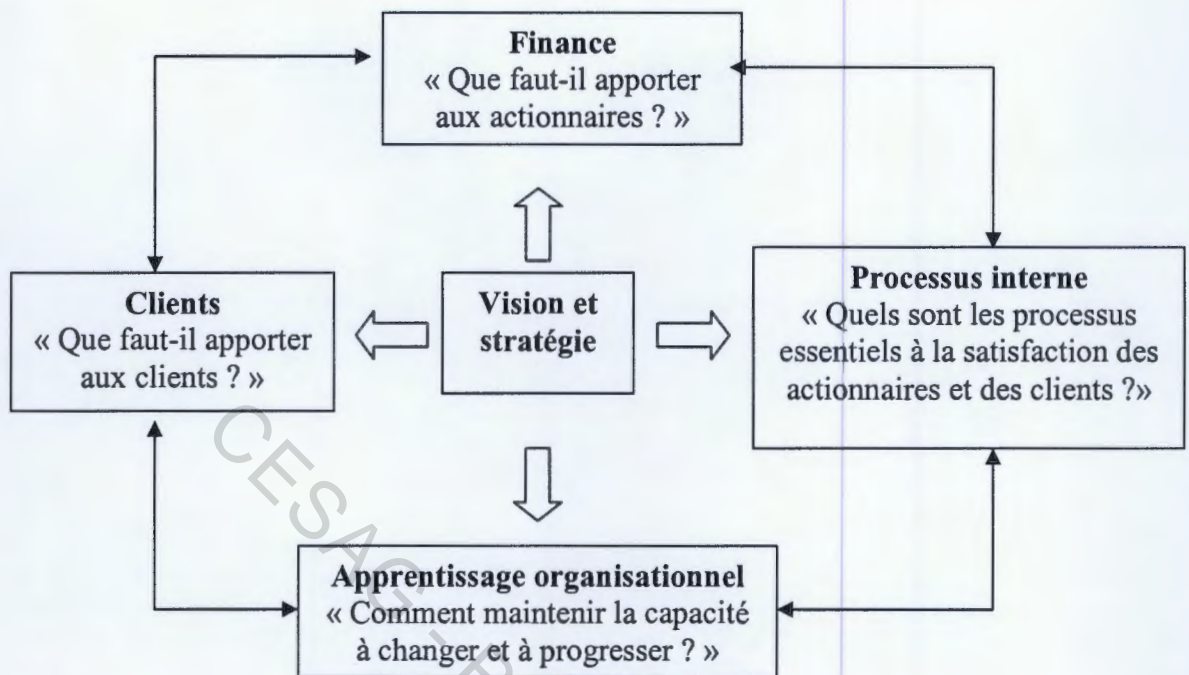 Finance
« Que faut-il apporter
aux actionnaires ? »
Clients
« Que faut-il apporter
aux clients ? »
Vision et
stratégie
Processus interne
« Quels sont les processus
essentiels à la satisfaction des
actionnaires et des clients ?»
Apprentissage organisationnel
« Comment maintenir la capacité
à changer et à progresser ? »
CESAG -